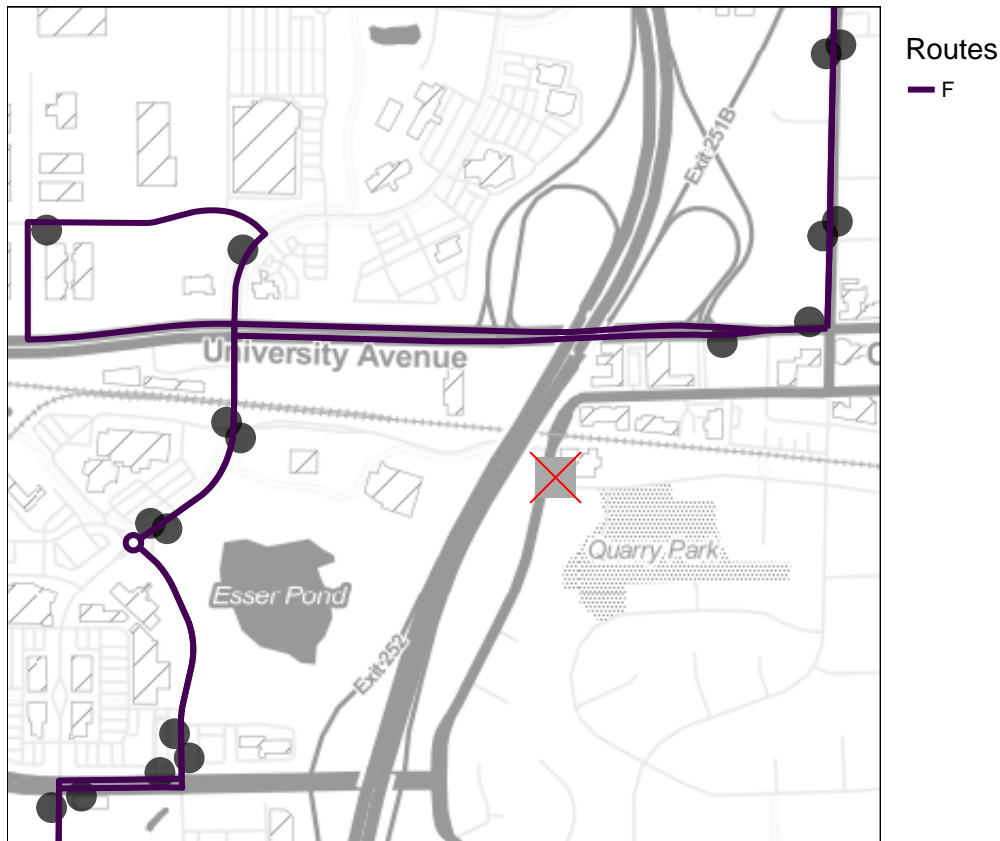 Routes
F
Exit 251B
University Avenue
C
Quarry Park
Esser Pond
Exit 252